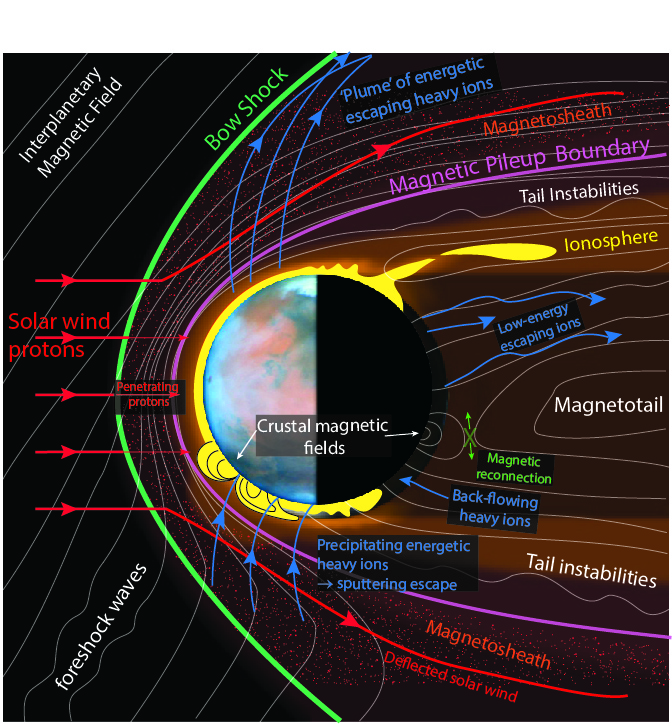 Interplanetary
Magnetic Field
Bow Shock
'Plume' of energetic
escaping heavy ions
Magnetosheath
Magnetic Pileup Boundary
Tail Instabilities
Ionosphere
Solar wind
protons
Penetrating
protons
Low-energy
escaping ions
Magnetotail
Crustal magnetic
fields
Magnetic
reconnection
Back-flowing
heavy ions
Precipitating energetic
heavy ions
→ sputtering escape
Tail instabilities
foreshock waves
Magnetosheath
Deflected solar wind